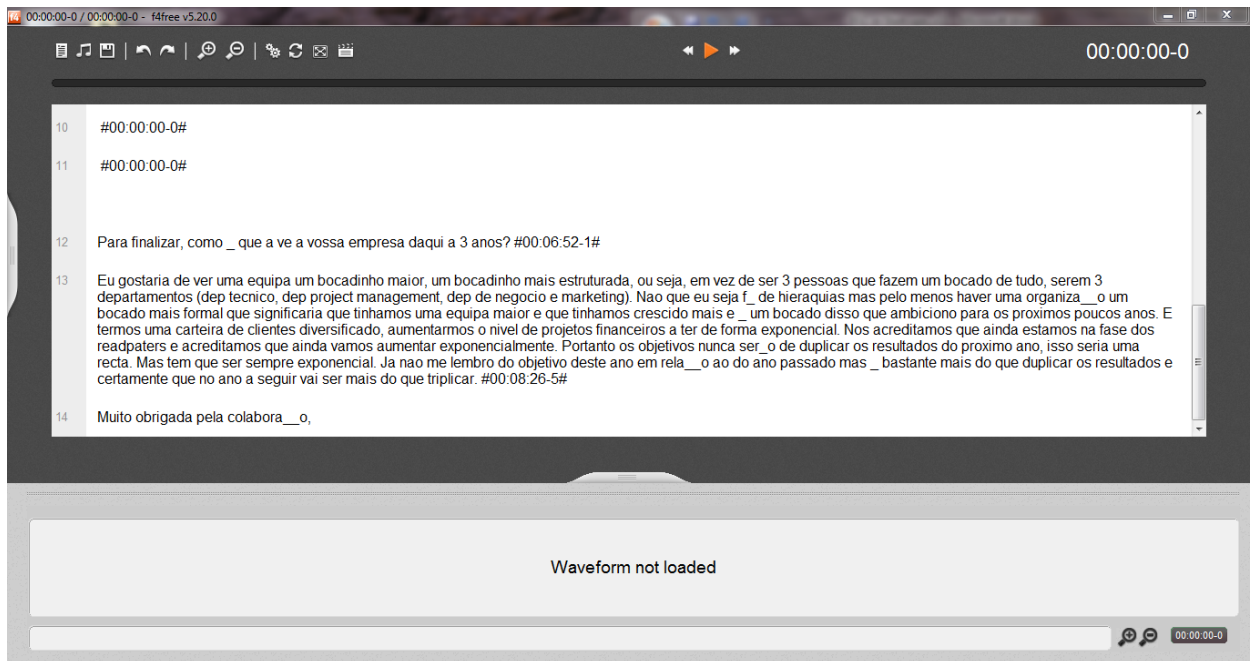 00:00:00-0 / 00:00:00-0 - f4free v5.20.0
00:00:00-0
10 #00:00:00-0#
11 #00:00:00-0#
12 Para finalizar, como _ que a ve a vossa empresa daqui a 3 anos? #00:06:52-1#
13 Eu gostaria de ver uma equipa um bocadinho maior, um bocadinho mais estruturada, ou seja, em vez de ser 3 pessoas que fazem um bocado de tudo, serem 3
departamentos (dep tecnico, dep project management, dep de negocio e marketing). Nao que eu seja f_ de hieraquias mas pelo menos haver uma organiza__o um
bocado mais formal que significaria que tinhamos uma equipa maior e que tinhamos crescido mais e _ um bocado disso que ambiciono para os proximos poucos anos. E
termos uma carteira de clientes diversificado, aumentarmos o nivel de projetos financeiros a ter de forma exponencial. Nos acreditamos que ainda estamos na fase dos
readpaters e acreditamos que ainda vamos aumentar exponencialmente. Portanto os objetivos nunca ser_o de duplicar os resultados do proximo ano, isso seria uma
recta. Mas tem que ser sempre exponencial. Ja nao me lembro do objetivo deste ano em rela__o ao do ano passado mas _ bastante mais do que duplicar os resultados e
certamente que no ano a seguir vai ser mais do que triplicar. #00:08:26-5#
14 Muito obrigada pela colabora__o,
Waveform not loaded
00:00:00-0